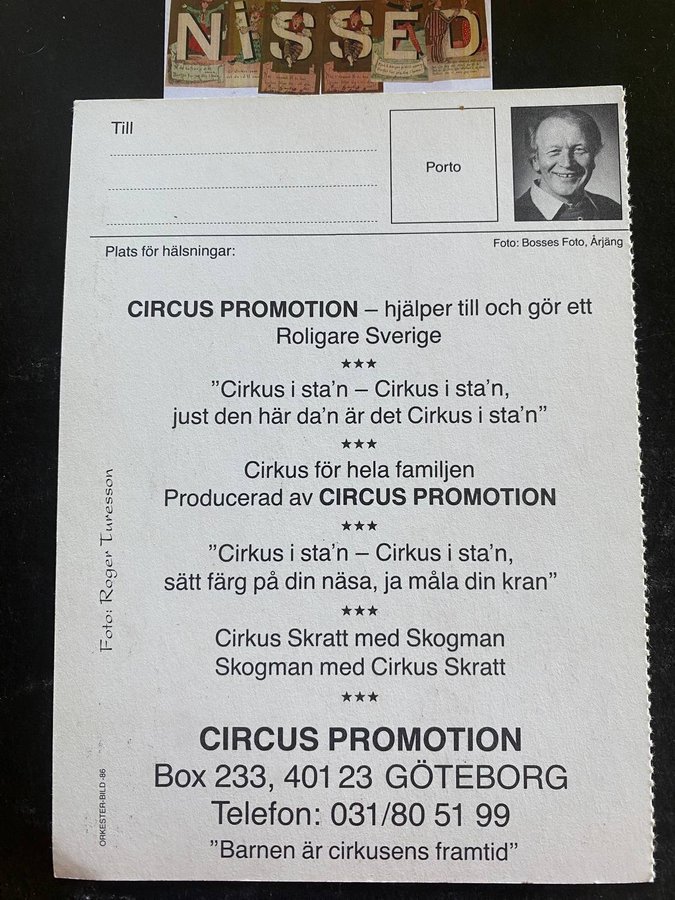 NISSED
Till
Porto
Foto: Bosses Foto, Årjäng
Plats för hälsningar:
CIRCUS PROMOTION – hjälper till och gör ett
Roligare Sverige
***
”Cirkus i sta’n – Cirkus i sta’n,
just den här da’n är det Cirkus i sta’n”
***
Cirkus för hela familjen
Producerad av CIRCUS PROMOTION
***
”Cirkus i sta’n – Cirkus i sta’n,
sätt färg på din näsa, ja måla din kran”
***
Cirkus Skratt med Skogman
Skogman med Cirkus Skratt
***
CIRCUS PROMOTION
Box 233, 401 23 GÖTEBORG
Telefon: 031/80 51 99
”Barnen är cirkusens framtid”
Foto: Roger Turesson
ORKESTER-BILD -86